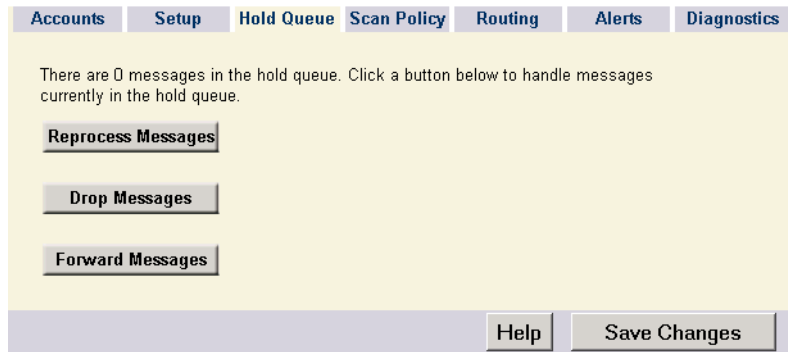 Accounts Setup Hold Queue Scan Policy Routing Alerts Diagnostics
There are 0 messages in the hold queue. Click a button below to handle messages
currently in the hold queue.
Reprocess Messages
Drop Messages
Forward Messages
Help Save Changes